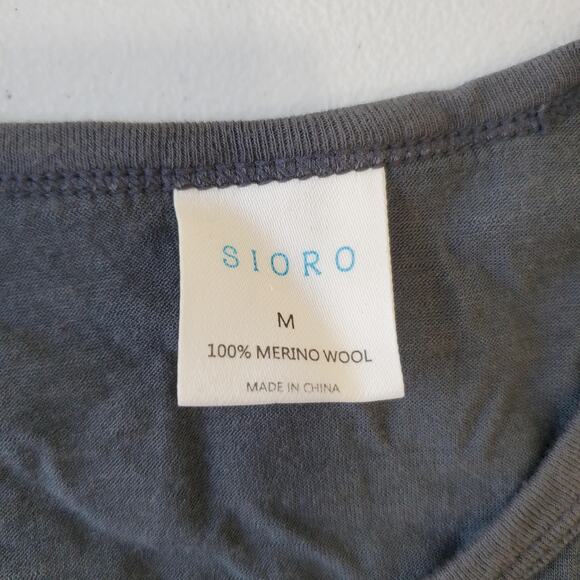 SIORO
M
100% MERINO WOOL
MADE IN CHINA